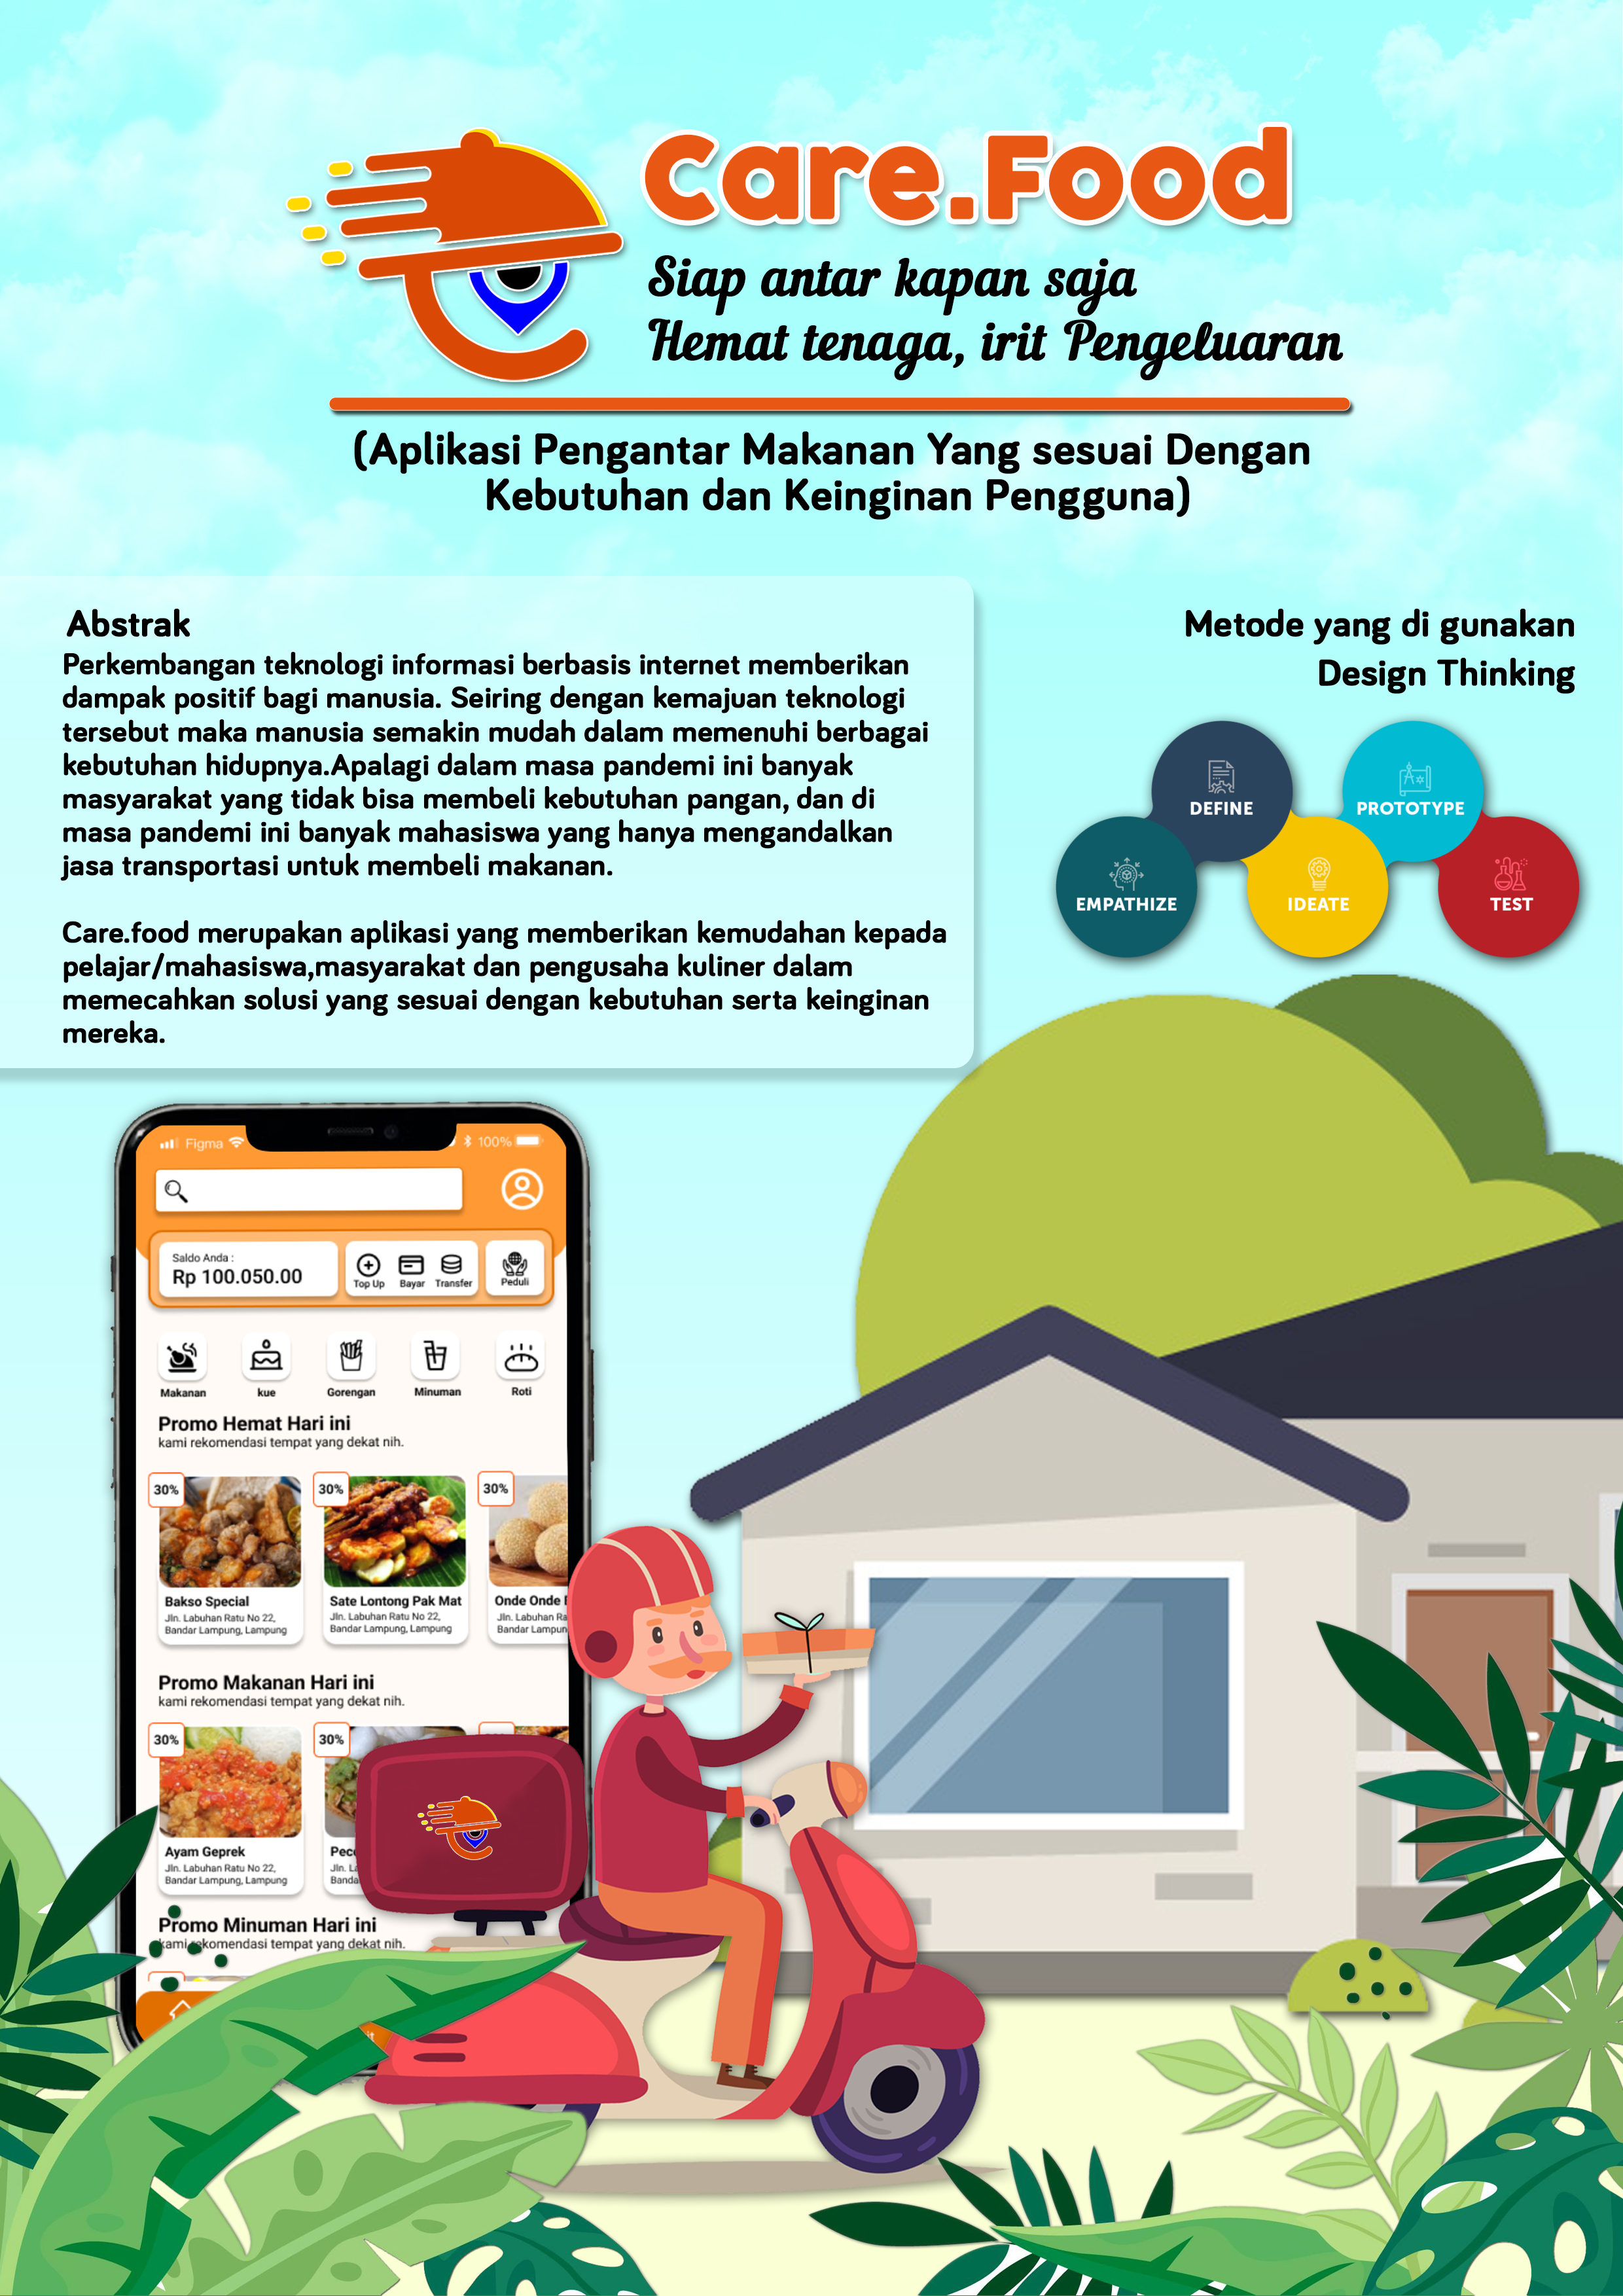 Care.Food
Siap antar kapan saja
Hemat tenaga, irit Pengeluaran
(Aplikasi Pengantar Makanan Yang sesuai Dengan
Kebutuhan dan Keinginan Pengguna)
Abstrak
Perkembangan teknologi informasi berbasis internet memberikan
dampak positif bagi manusia. Seiring dengan kemajuan teknologi
tersebut maka manusia semakin mudah dalam memenuhi berbagai
kebutuhan hidupnya.Apalagi dalam masa pandemi ini banyak
masyarakat yang tidak bisa membeli kebutuhan pangan, dan di
masa pandemi ini banyak mahasiswa yang hanya mengandalkan
jasa transportasi untuk membeli makanan.
Care.food merupakan aplikasi yang memberikan kemudahan kepada
pelajar/mahasiswa,masyarakat dan pengusaha kuliner dalam
memecahkan solusi yang sesuai dengan kebutuhan serta keinginan
mereka.
Metode yang di gunakan
Design Thinking
DEFINE
PROTOTYPE
EMPATHIZE
IDEATE
TEST
Figma
100%
Saldo Anda :
Rp 100.050.00
Top Up Bayar Transfer
Peduli
Makanan kue Gorengan Minuman Roti
Promo Hemat Hari ini
kami rekomendasi tempat yang dekat nih.
30% 30% 30%
Bakso Special
Jln. Labuhan Ratu No 22,
Bandar Lampung, Lampung
Sate Lontong Pak Mat
Jln. Labuhan Ratu No 22,
Bandar Lampung, Lampung
Onde Onde
Jln. Labuhan Ra
Bandar Lampun
Promo Makanan Hari ini
kami rekomendasi tempat yang dekat nih.
30% 30%
Ayam Geprek
Jln. Labuhan Ratu No 22,
Bandar Lampung, Lampung
Pec
Jln. L
Banda
Promo Minuman Hari ini
kami rekomendasi tempat yang dekat nih.